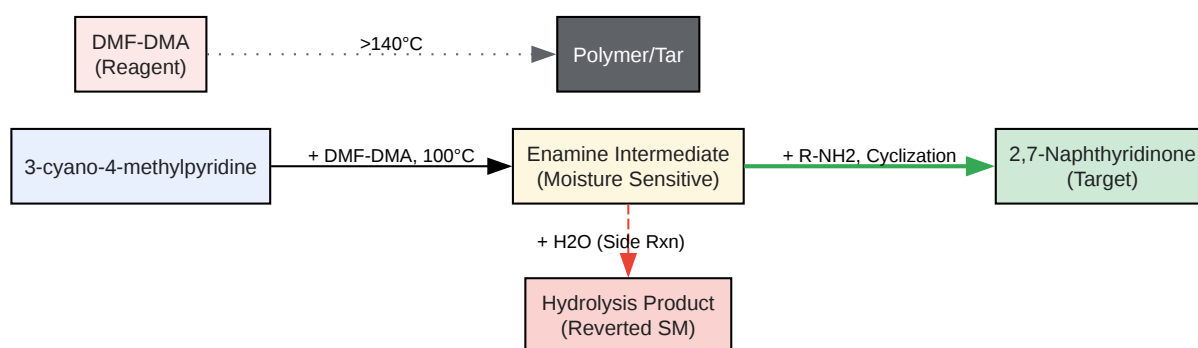 DMF-DMA
(Reagent)
>140°C
Polymer/Tar
3-cyano-4-methylpyridine
+ DMF-DMA, 100°C
Enamine Intermediate
(Moisture Sensitive)
+ R-NH2, Cyclization
2,7-Naphthyridinone
(Target)
+ H2O (Side Rxn)
Hydrolysis Product
(Reverted SM)